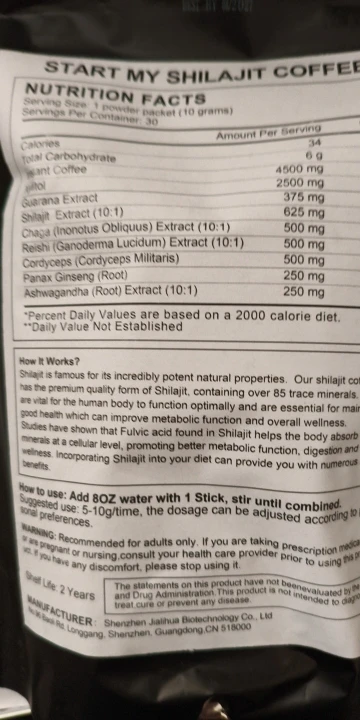 START MY SHILAJIT COFFEE
NUTRITION FACTS
Serving Size: 1 powder packet (10 grams)
Servings Per Container: 30
Amount Per Serving
Calories 34
Total Carbohydrate 6 g
Coffee 4500 mg
2500 mg
Guarana Extract 375 mg
Shilajit Extract (10:1) 625 mg
Chaga (Inonotus Obliquus) Extract (10:1) 500 mg
Reishi (Ganoderma Lucidum) Extract (10:1) 500 mg
Cordyceps (Cordyceps Militaris) 500 mg
Panax Ginseng (Root) 250 mg
Ashwagandha (Root) Extract (10:1) 250 mg
*Percent Daily Values are based on a 2000 calorie diet.
**Daily Value Not Established
How It Works?
Shilajit is famous for its incredibly potent natural properties. Our shilajit
has the premium quality form of Shilajit, containing over 85 trace minerals.
are vital for the human body to function optimally and are essential for
good health which can improve metabolic function and overall wellness.
Studies have shown that Fulvic acid found in Shilajit helps the body absorb
minerals at a cellular level, promoting better metabolic function, digestion and
wellness. Incorporating Shilajit into your diet can provide you with numerous
benefits.
How to use: Add 8OZ water with 1 Stick, stir until combined.
Suggested use: 5-10g/time, the dosage can be adjusted according to
preferences.
WARNING: Recommended for adults only. If you are taking prescription
are pregnant or nursing,consult your health care provider prior to using this
if you have any discomfort, please stop using it.
Shelf Life: 2 Years
The statements on this product have not beenevaluated by
and Drug Administration.This product is not intended to
treat,cure or prevent any disease.
MANUFACTURER: Shenzhen Jialihua Biotechnology Co., Ltd
Longgang, Shenzhen, Guangdong,CN 518000